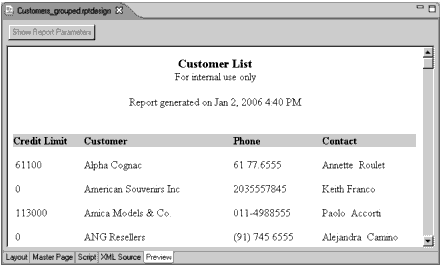 Customers_grouped.rptdesign
Show Report Parameters
Customer List
For internal use only
Report generated on Jan 2, 2006 4:40 PM
Credit Limit Customer Phone Contact
61100 Alpha Cognac 61.77.6555 Annette Roulet
0 American Souvenirs Inc 2035557845 Keith Franco
113000 Amica Models & Co. 011-4988555 Paolo Accorti
0 ANG Resellers (91) 745 6555 Alejandra Camino
Layout Master Page Script XML Source Preview